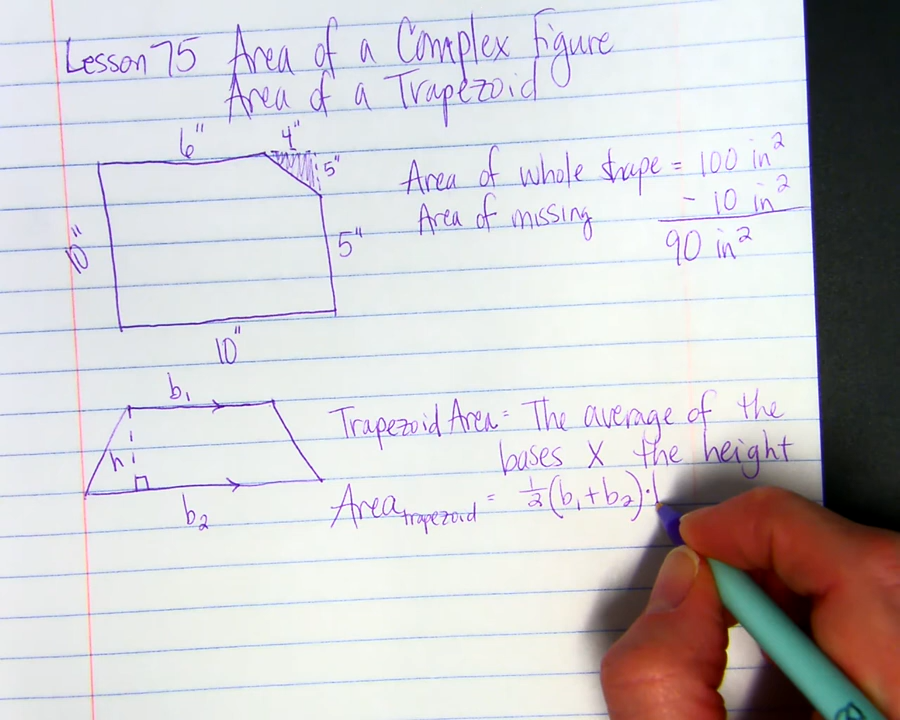 Lesson 75 Area of a Complex Figure
Area of a Trapezoid
6" 4"
5"
10"
5"
10"
Area of whole shape = 100 in²
Area of missing - 10 in²
90 in²
b₁
h
b₂
Trapezoid Area = The average of the
bases X the height
Area trapezoid = ½(b₁+b₂)·